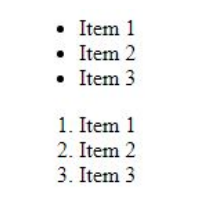 • Item 1
• Item 2
• Item 3
1. Item 1
2. Item 2
3. Item 3